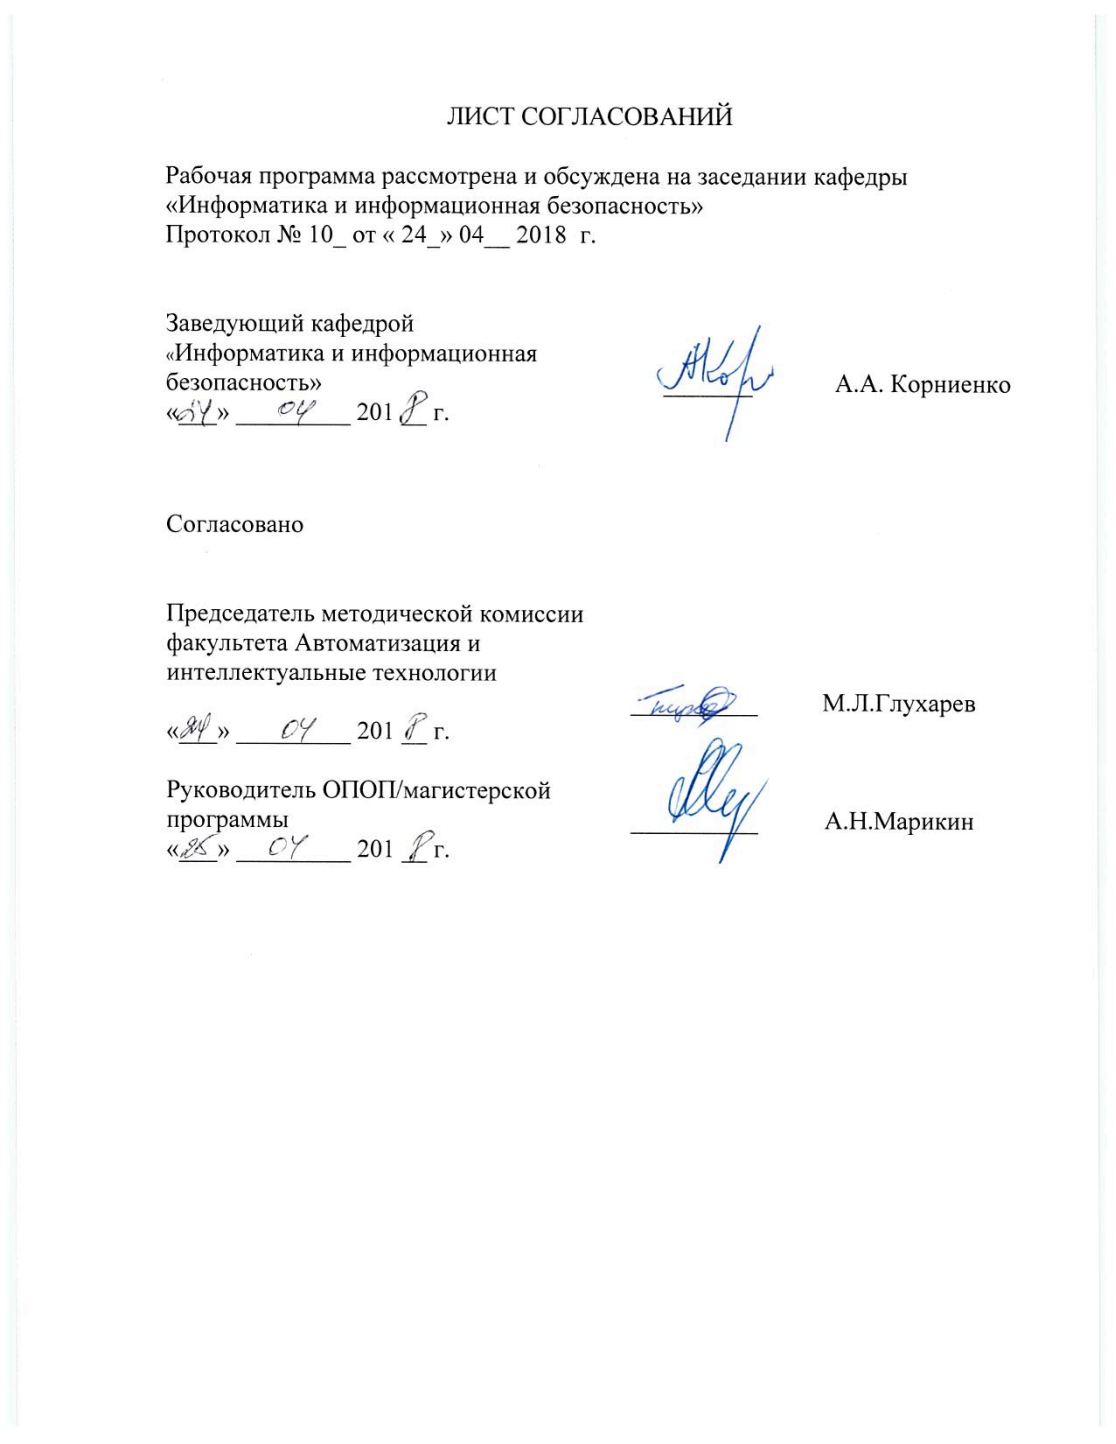 ЛИСТ СОГЛАСОВАНИЙ
Рабочая программа рассмотрена и обсуждена на заседании кафедры
«Информатика и информационная безопасность»
Протокол № 10_ от « 24_» 04__ 2018 г.
Заведующий кафедрой
«Информатика и информационная
безопасность»
А.А. Корниенко
«24» 04 2018 г.
Согласовано
Председатель методической комиссии
факультета Автоматизация и
интеллектуальные технологии
М.Л.Глухарев
«24» 04 2018 г.
Руководитель ОПОП/магистерской
программы
А.Н.Марикин
«25» 04 2018 г.